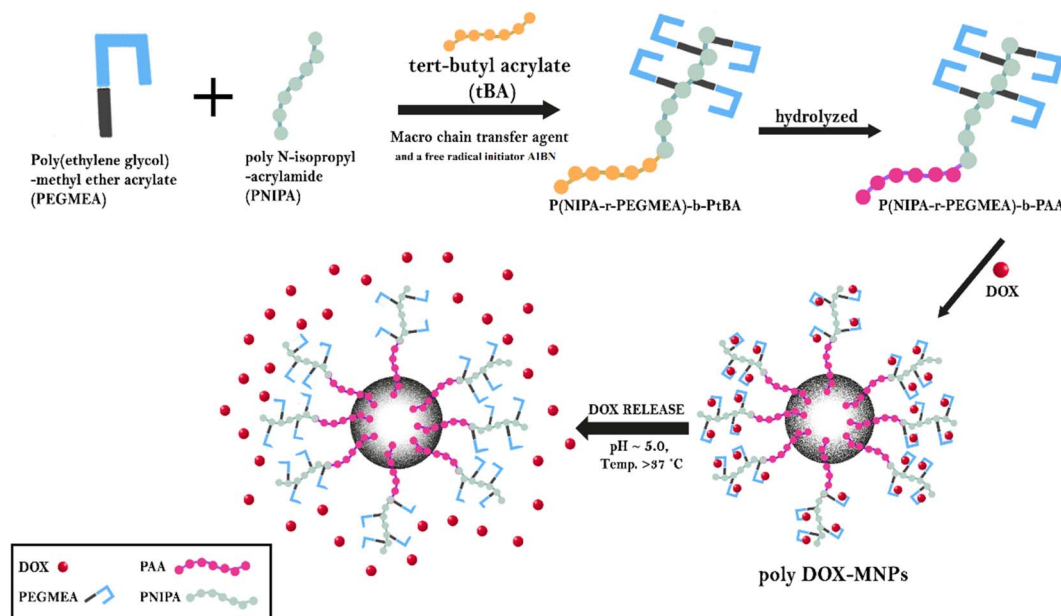 Poly(ethylene glycol)
-methyl ether acrylate
(PEGMEA)
+
poly N-isopropyl
-acrylamide
(PNIPA)
tert-butyl acrylate
(tBA)
Macro chain transfer agent
and a free radical initiator AIBN
P(NIPA-r-PEGMEA)-b-PtBA
hydrolyzed
P(NIPA-r-PEGMEA)-b-PAA
DOX
poly DOX-MNPs
DOX RELEASE
pH ~ 5.0,
Temp. >37 °C
DOX
PAA
PEGMEA
PNIPA